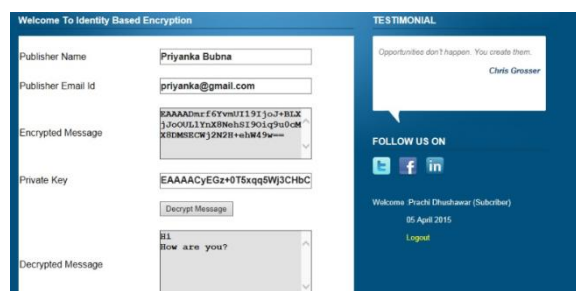 Welcome To Identity Based Encryption
Publisher Name
Priyanka Bubna
Publisher Email Id
priyanka@gmail.com
Encrypted Message
EAAAADmrf6YvmUI19IjoJ+BLX
jJoOUL1YnX8NohSI9Oiq9u0cM
X8DMSECWj2N2H+ehW49w==
Private Key
EAAAACyEGz+0T5xqq5Wj3CHbC
Decrypt Message
Decrypted Message
Hi
How are you?
TESTIMONIAL
Opportunities don't happen. You create them.
Chris Grosser
FOLLOW US ON
t f in
Welcome :Prachi Dhushawar (Subcriber)
05 April 2015
Logout